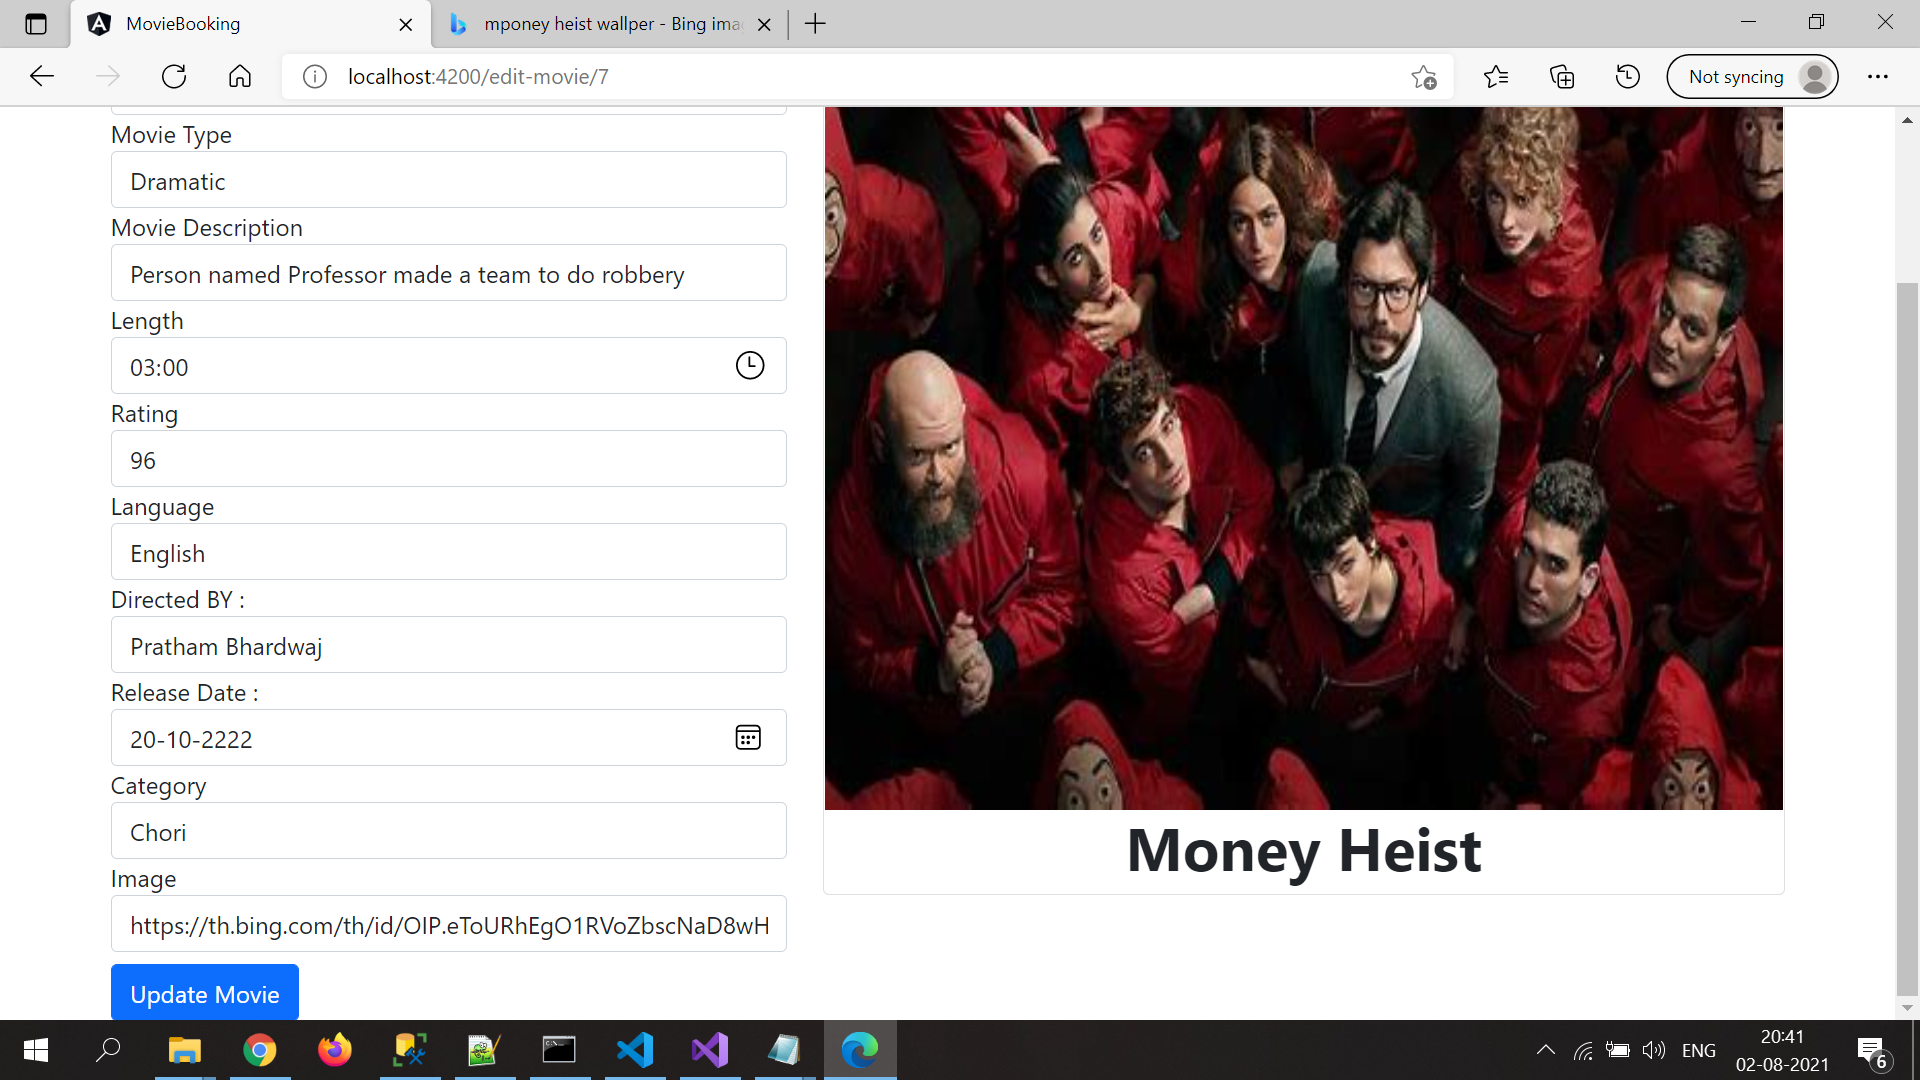 MovieBooking
mponey heist wallper - Bing ima
localhost:4200/edit-movie/7
Not syncing
Movie Type
Dramatic
Movie Description
Person named Professor made a team to do robbery
Length
03:00
Rating
96
Language
English
Directed BY :
Pratham Bhardwaj
Release Date :
20-10-2222
Category
Chori
Image
https://th.bing.com/th/id/OIP.eToURhEgO1RVoZbscNaD8wH
Update Movie
Money Heist
ENG
20:41
02-08-2021
6